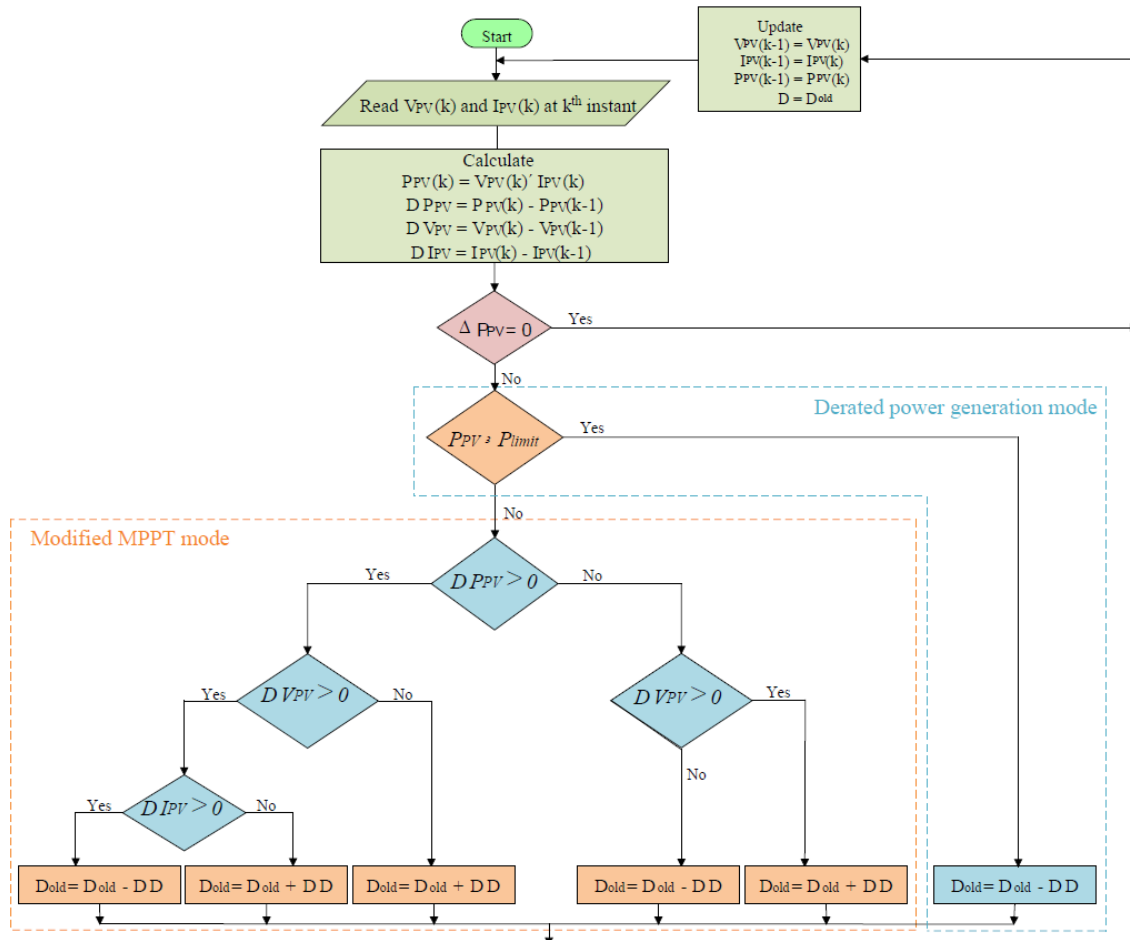 Start
Update
VPV(k-1) = VPV(k)
IPV(k-1) = IPV(k)
PPV(k-1) = PPV(k)
D = Dold
Read VPV(k) and IPV(k) at kth instant
Calculate
PPV(k) = VPV(k)´ IPV(k)
D PPV = PPV(k) - PPV(k-1)
D VPV = VPV(k) - VPV(k-1)
D IPV = IPV(k) - IPV(k-1)
Δ PPV = 0
Yes
No
Derated power generation mode
PPV ³ Plimit
Yes
No
Modified MPPT mode
D PPV > 0
Yes
No
D VPV > 0
Yes
No
D VPV > 0
Yes
No
D IPV > 0
Yes
No
Dold= Dold - D D
Dold= Dold + D D
Dold= Dold + D D
Dold= Dold - D D
Dold= Dold + D D
Dold= Dold - D D